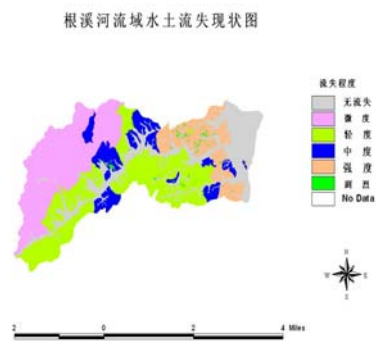 根溪河流域水土流失现状图
流失程度
无流失
微 度
轻 度
中 度
强 度
剧 烈
No Data
N
W E
S
2 0 2 4 Miles